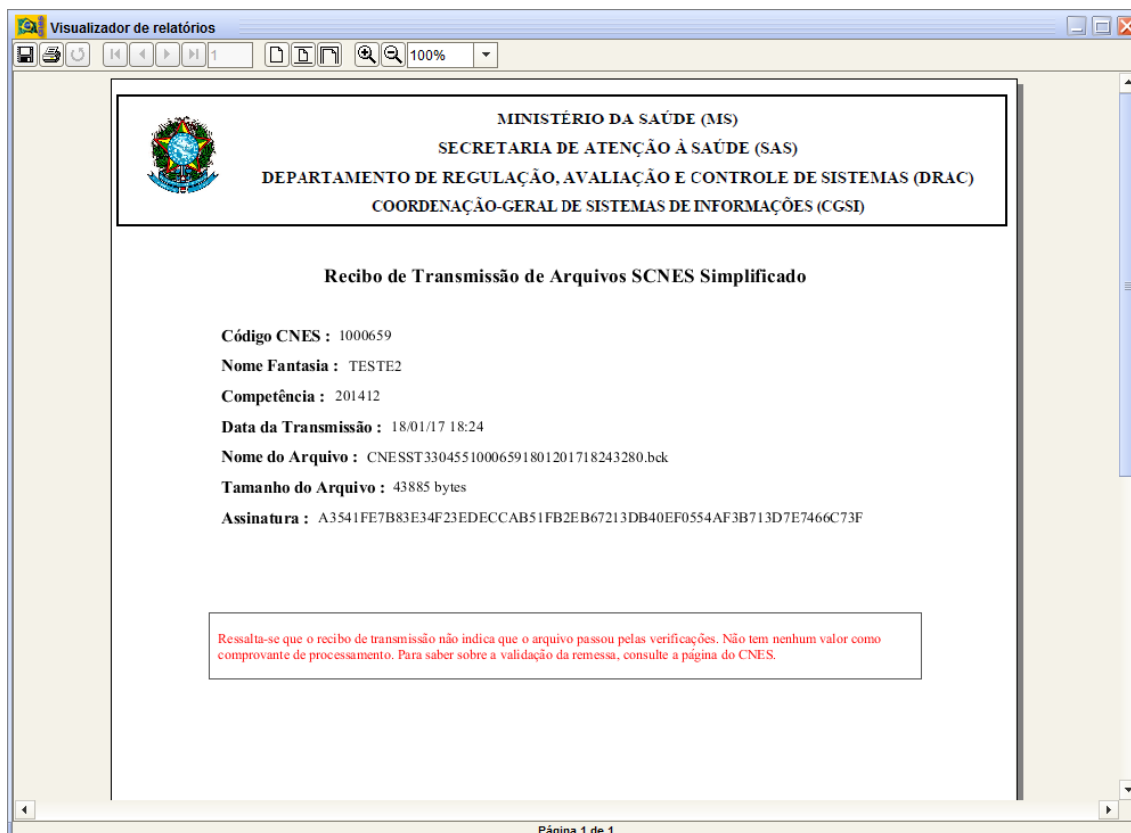 Visualizador de relatórios
1
100%
MINISTÉRIO DA SAÚDE (MS)
SECRETARIA DE ATENÇÃO À SAÚDE (SAS)
DEPARTAMENTO DE REGULAÇÃO, AVALIAÇÃO E CONTROLE DE SISTEMAS (DRAC)
COORDENAÇÃO-GERAL DE SISTEMAS DE INFORMAÇÕES (CGSI)
Recibo de Transmissão de Arquivos SCNES Simplificado
Código CNES : 1000659
Nome Fantasia : TESTE2
Competência : 201412
Data da Transmissão : 18/01/17 18:24
Nome do Arquivo : CNESST33045510006591801201718243280.bck
Tamanho do Arquivo : 43885 bytes
Assinatura : A3541FE7B83E34F23EDECCAB51FB2EB67213DB40EF0554AF3B713D7E7466C73F
Ressalta-se que o recibo de transmissão não indica que o arquivo passou pelas verificações. Não tem nenhum valor como
comprovante de processamento. Para saber sobre a validação da remessa, consulte a página do CNES.
Página 1 de 1